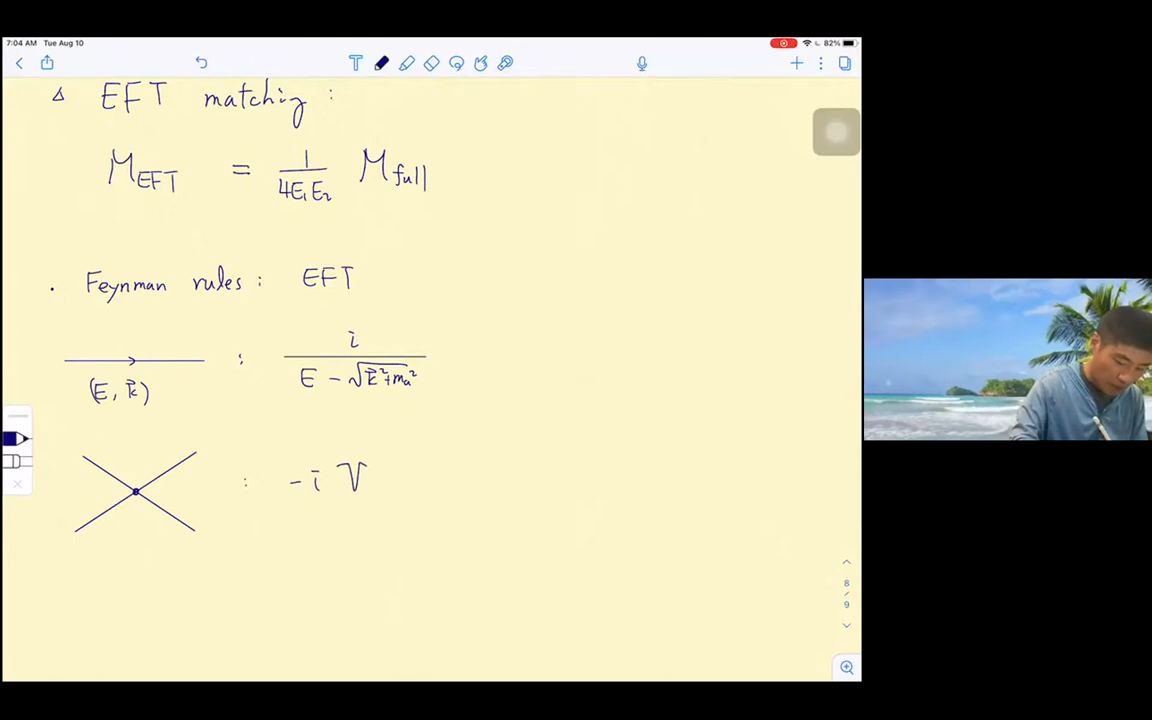 7:04 AM Tue Aug 10 82%
T
Δ EFT matching :
M_EFT = 1/(4E₁E₂) M_full
. Feynman rules : EFT
(E, k⃗) : i/(E - √(k⃗²+mₐ²))
: -i V
8
/
9